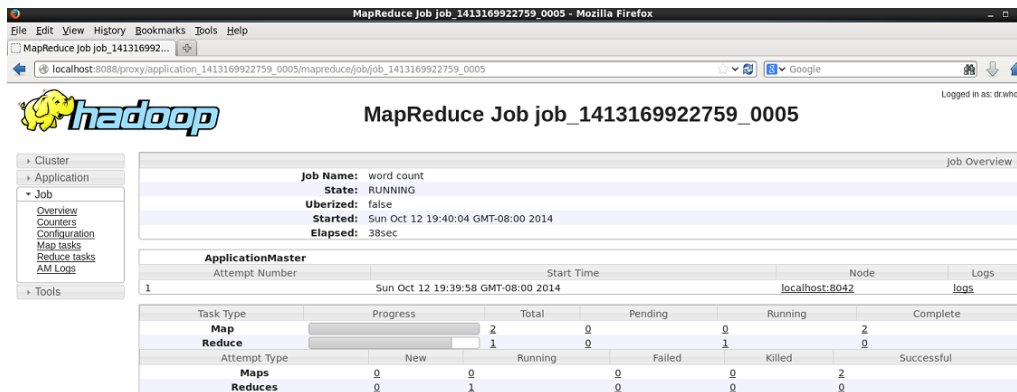 MapReduce Job job_1413169922759_0005 - Mozilla Firefox
File Edit View History Bookmarks Tools Help
MapReduce Job job_141316992...
localhost:8088/proxy/application_1413169922759_0005/mapreduce/job/job_1413169922759_0005
Google
Logged in as: dr.who
hadoop
MapReduce Job job_1413169922759_0005
Cluster
Application
Job
Overview
Counters
Configuration
Map tasks
Reduce tasks
AM Logs
Tools
Job Overview
Job Name: word count
State: RUNNING
Uberized: false
Started: Sun Oct 12 19:40:04 GMT-08:00 2014
Elapsed: 38sec
ApplicationMaster
Attempt Number Start Time Node Logs
1 Sun Oct 12 19:39:58 GMT-08:00 2014 localhost:8042 logs
Task Type Progress Total Pending Running Complete
Map 2 0 0 2
Reduce 1 0 1 0
Attempt Type New Running Failed Killed Successful
Maps 0 0 0 0 2
Reduces 0 1 0 0 0